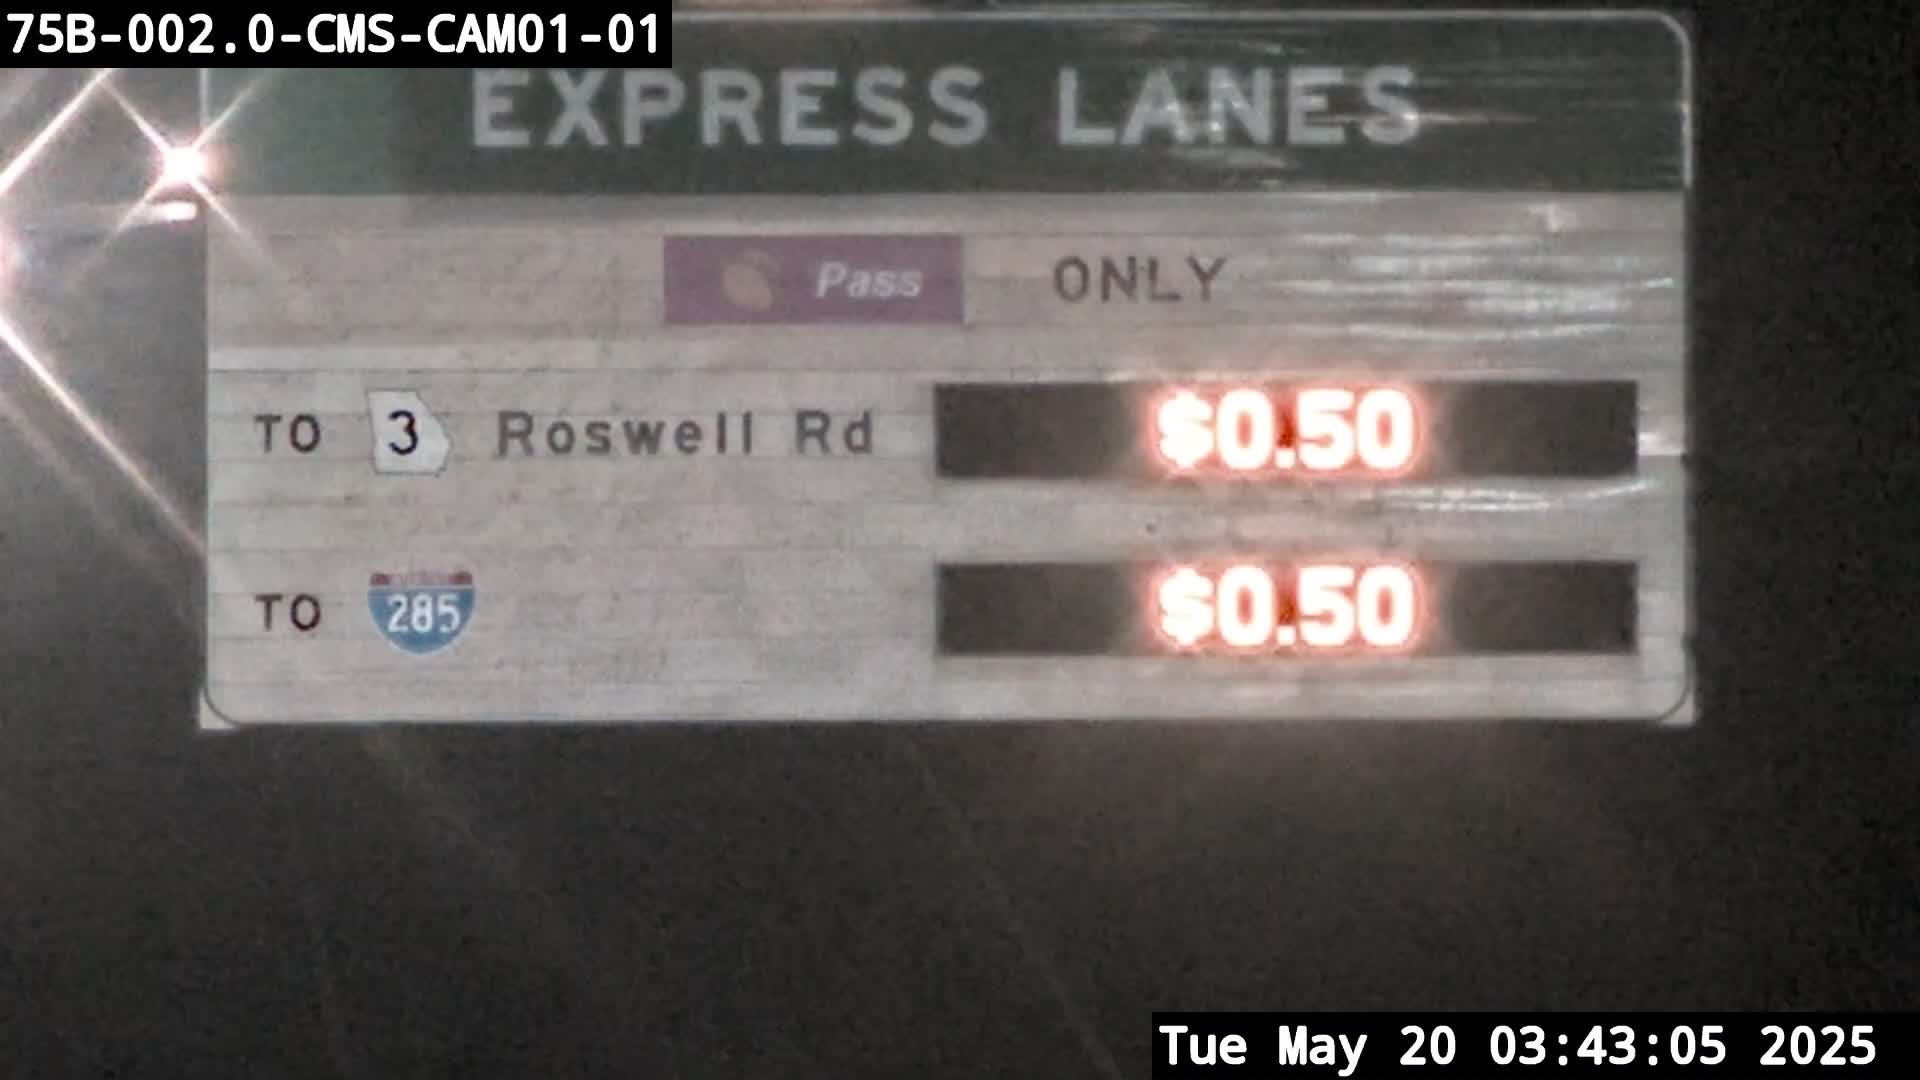 75B-002.0-CMS-CAM01-01
EXPRESS LANES
Pass ONLY
TO 3 Roswell Rd $0.50
TO 285 $0.50
Tue May 20 03:43:05 2025